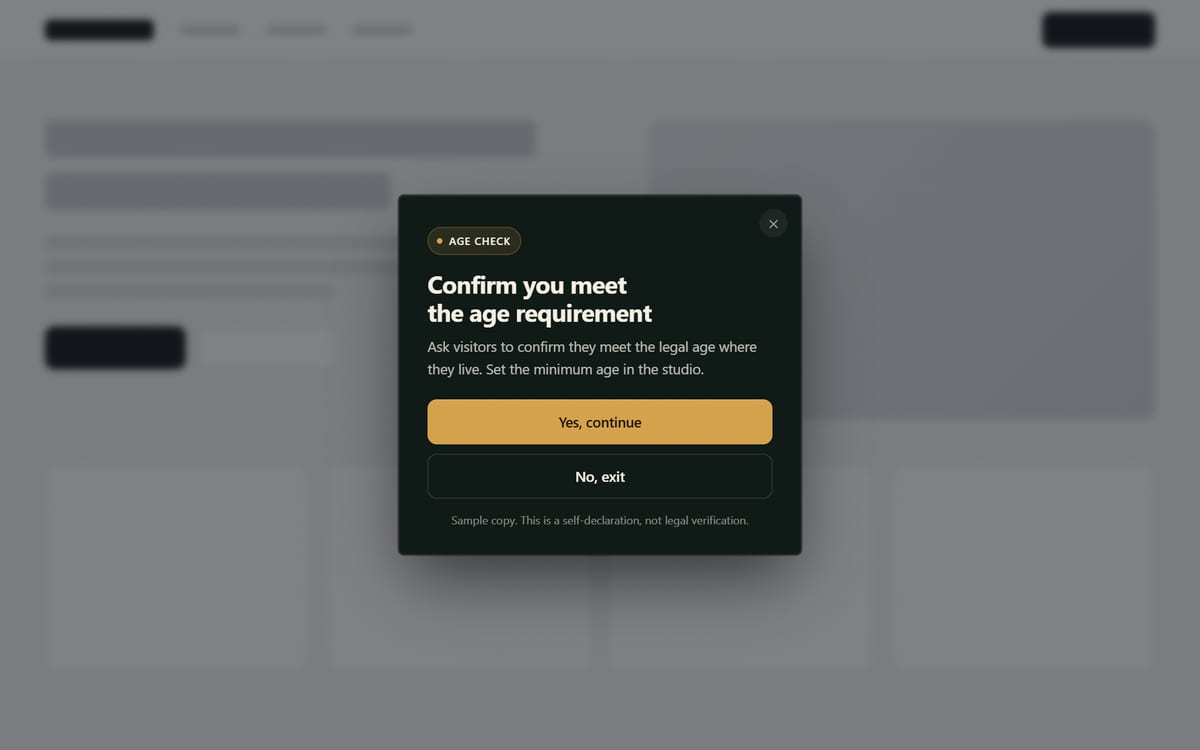 AGE CHECK
Confirm you meet
the age requirement
Ask visitors to confirm they meet the legal age where
they live. Set the minimum age in the studio.
Yes, continue
No, exit
Sample copy. This is a self-declaration, not legal verification.